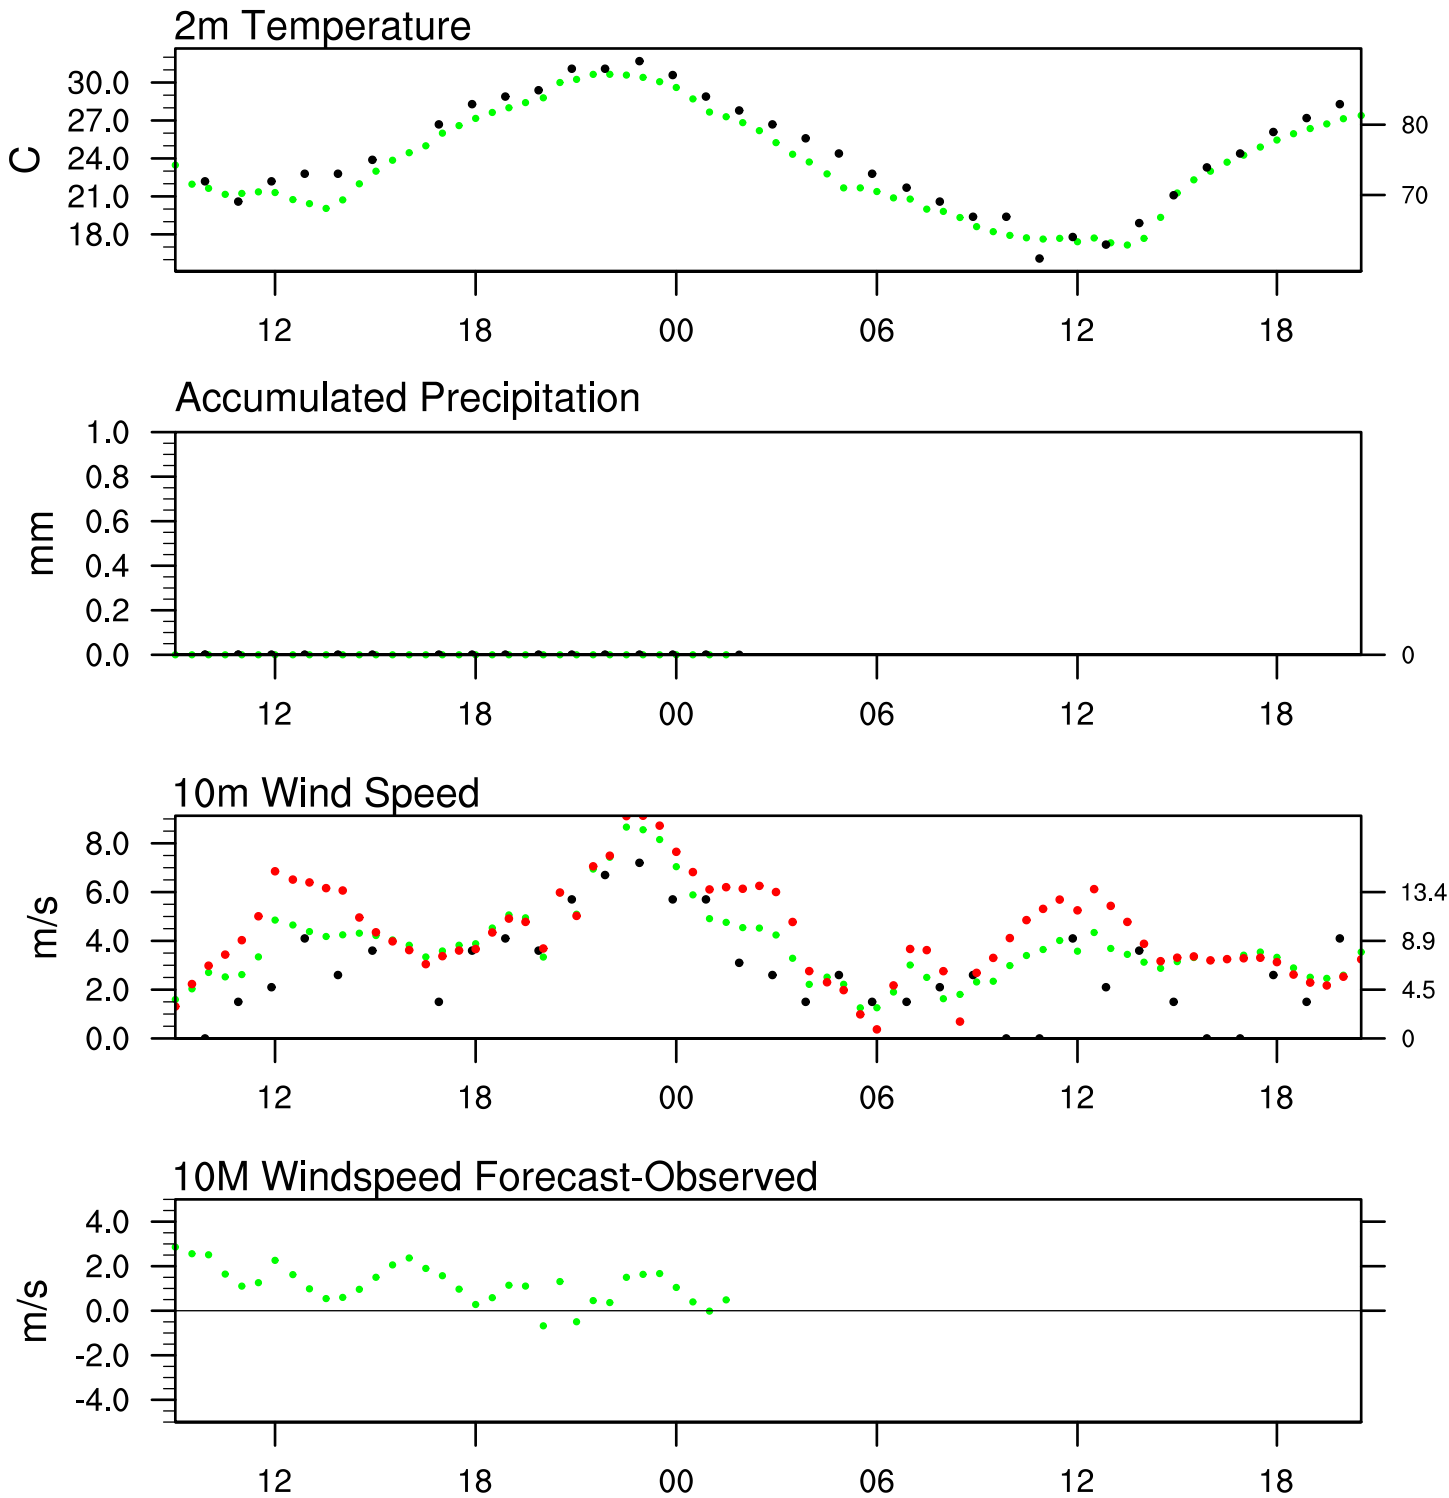 2m Temperature
30.0
27.0
24.0
21.0
18.0
C
80
70
12 18 00 06 12 18
Accumulated Precipitation
1.0
0.8
0.6
0.4
0.2
0.0
mm
0
12 18 00 06 12 18
10m Wind Speed
8.0
6.0
4.0
2.0
0.0
m/s
13.4
8.9
4.5
0
12 18 00 06 12 18
10M Windspeed Forecast-Observed
4.0
2.0
0.0
-2.0
-4.0
m/s
12 18 00 06 12 18